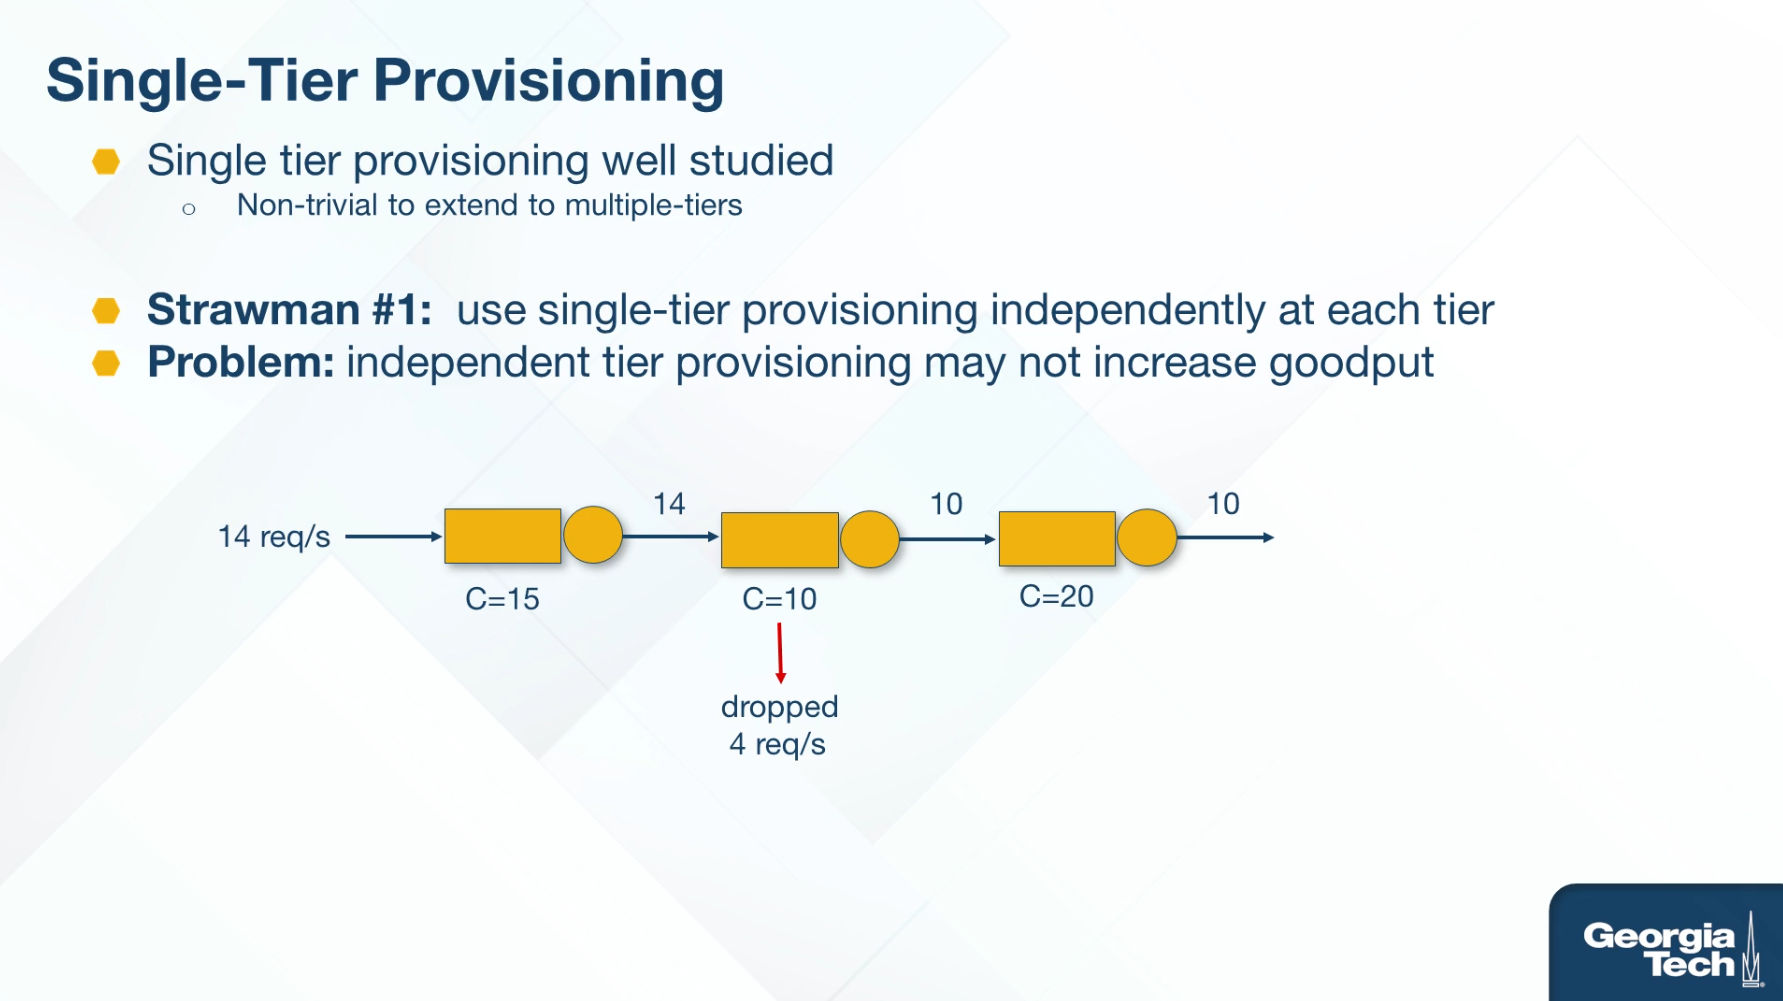 Single-Tier Provisioning
Single tier provisioning well studied
Non-trivial to extend to multiple-tiers
Strawman #1: use single-tier provisioning independently at each tier
Problem: independent tier provisioning may not increase goodput
14 req/s
14
10
10
C=15
C=10
C=20
dropped
4 req/s
Georgia
Tech